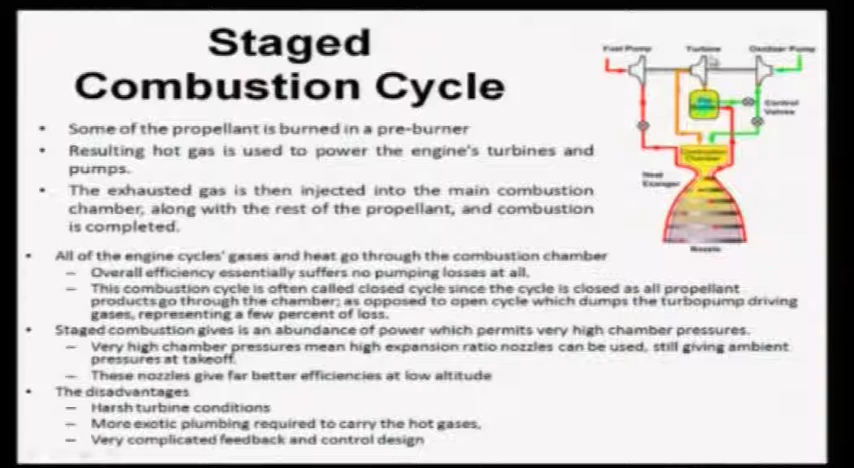 Staged
Combustion Cycle
• Some of the propellant is burned in a pre-burner
• Resulting hot gas is used to power the engine's turbines and
pumps.
• The exhausted gas is then injected into the main combustion
chamber, along with the rest of the propellant, and combustion
is completed.
• All of the engine cycles' gases and heat go through the combustion chamber
– Overall efficiency essentially suffers no pumping losses at all.
– This combustion cycle is often called closed cycle since the cycle is closed as all propellant
products go through the chamber; as opposed to open cycle which dumps the turbopump driving
gases, representing a few percent of loss.
• Staged combustion gives is an abundance of power which permits very high chamber pressures.
– Very high chamber pressures mean high expansion ratio nozzles can be used, still giving ambient
pressures at takeoff.
– These nozzles give far better efficiencies at low altitude
• The disadvantages
– Harsh turbine conditions
– More exotic plumbing required to carry the hot gases,
– Very complicated feedback and control design
Fuel Pump Turbine Oxidizer Pump
Control
Valves
Combustion
Chamber
Heat
Exanger
Nozzle